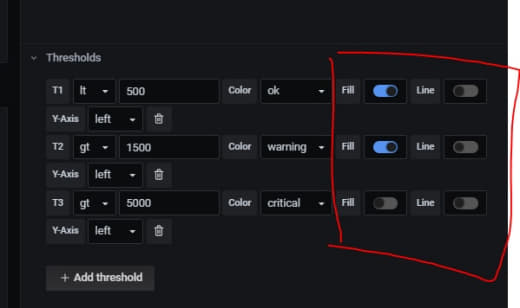 Thresholds
T1 lt 500 Color ok Fill Line
Y-Axis left
T2 gt 1500 Color warning Fill Line
Y-Axis left
T3 gt 5000 Color critical Fill Line
Y-Axis left
+ Add threshold